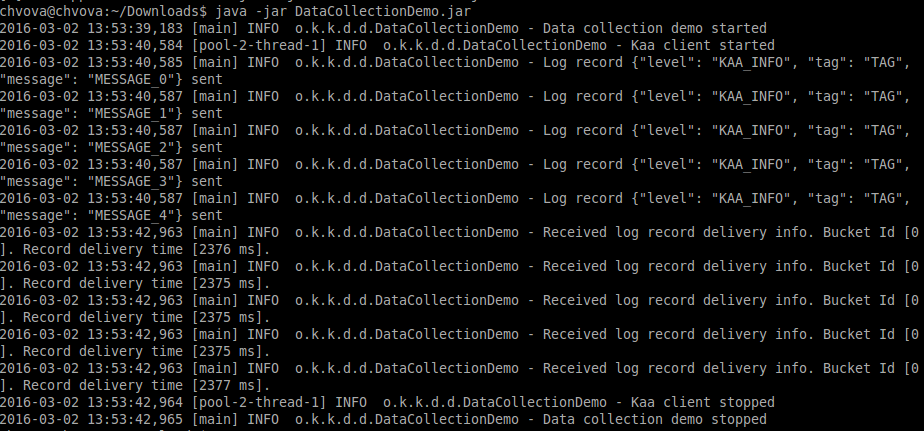 chvova@chvova:~/Downloads$ java -jar DataCollectionDemo.jar
2016-03-02 13:53:39,183 [main] INFO  o.k.k.d.d.DataCollectionDemo - Data collection demo started
2016-03-02 13:53:40,584 [pool-2-thread-1] INFO  o.k.k.d.d.DataCollectionDemo - Kaa client started
2016-03-02 13:53:40,585 [main] INFO  o.k.k.d.d.DataCollectionDemo - Log record {"level": "KAA_INFO", "tag": "TAG",
"message": "MESSAGE_0"} sent
2016-03-02 13:53:40,587 [main] INFO  o.k.k.d.d.DataCollectionDemo - Log record {"level": "KAA_INFO", "tag": "TAG",
"message": "MESSAGE_1"} sent
2016-03-02 13:53:40,587 [main] INFO  o.k.k.d.d.DataCollectionDemo - Log record {"level": "KAA_INFO", "tag": "TAG",
"message": "MESSAGE_2"} sent
2016-03-02 13:53:40,587 [main] INFO  o.k.k.d.d.DataCollectionDemo - Log record {"level": "KAA_INFO", "tag": "TAG",
"message": "MESSAGE_3"} sent
2016-03-02 13:53:40,587 [main] INFO  o.k.k.d.d.DataCollectionDemo - Log record {"level": "KAA_INFO", "tag": "TAG",
"message": "MESSAGE_4"} sent
2016-03-02 13:53:42,963 [main] INFO  o.k.k.d.d.DataCollectionDemo - Received log record delivery info. Bucket Id [0
]. Record delivery time [2376 ms].
2016-03-02 13:53:42,963 [main] INFO  o.k.k.d.d.DataCollectionDemo - Received log record delivery info. Bucket Id [0
]. Record delivery time [2375 ms].
2016-03-02 13:53:42,963 [main] INFO  o.k.k.d.d.DataCollectionDemo - Received log record delivery info. Bucket Id [0
]. Record delivery time [2375 ms].
2016-03-02 13:53:42,963 [main] INFO  o.k.k.d.d.DataCollectionDemo - Received log record delivery info. Bucket Id [0
]. Record delivery time [2375 ms].
2016-03-02 13:53:42,963 [main] INFO  o.k.k.d.d.DataCollectionDemo - Received log record delivery info. Bucket Id [0
]. Record delivery time [2377 ms].
2016-03-02 13:53:42,964 [pool-2-thread-1] INFO  o.k.k.d.d.DataCollectionDemo - Kaa client stopped
2016-03-02 13:53:42,965 [main] INFO  o.k.k.d.d.DataCollectionDemo - Data collection demo stopped